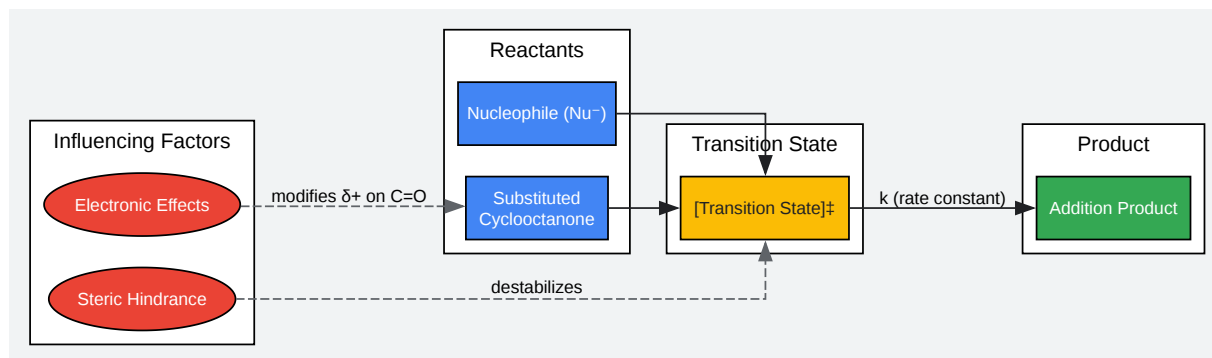 Influencing Factors
Electronic Effects
Steric Hindrance
modifies δ+ on C=O
destabilizes
Reactants
Nucleophile (Nu⁻)
Substituted
Cyclooctanone
Transition State
[Transition State]‡
k (rate constant)
Product
Addition Product